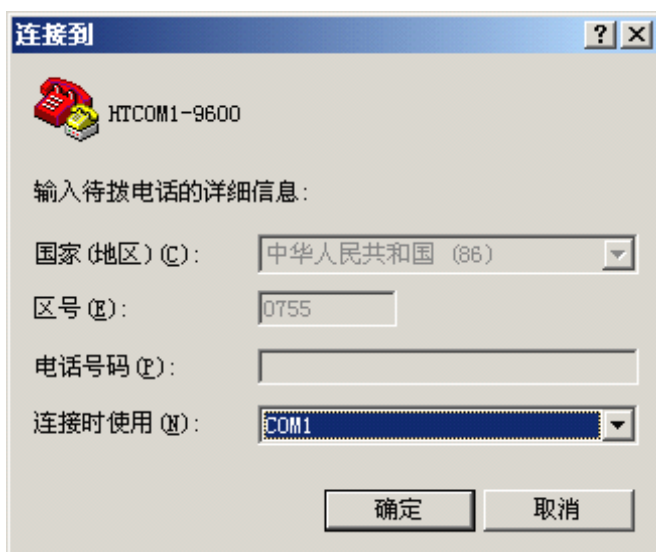 连接到
HTCOM1-9600
输入待拨电话的详细信息:
国家(地区)(C): 中华人民共和国 (86)
区号(E): 0755
电话号码(P):
连接时使用(N): COM1
确定 取消